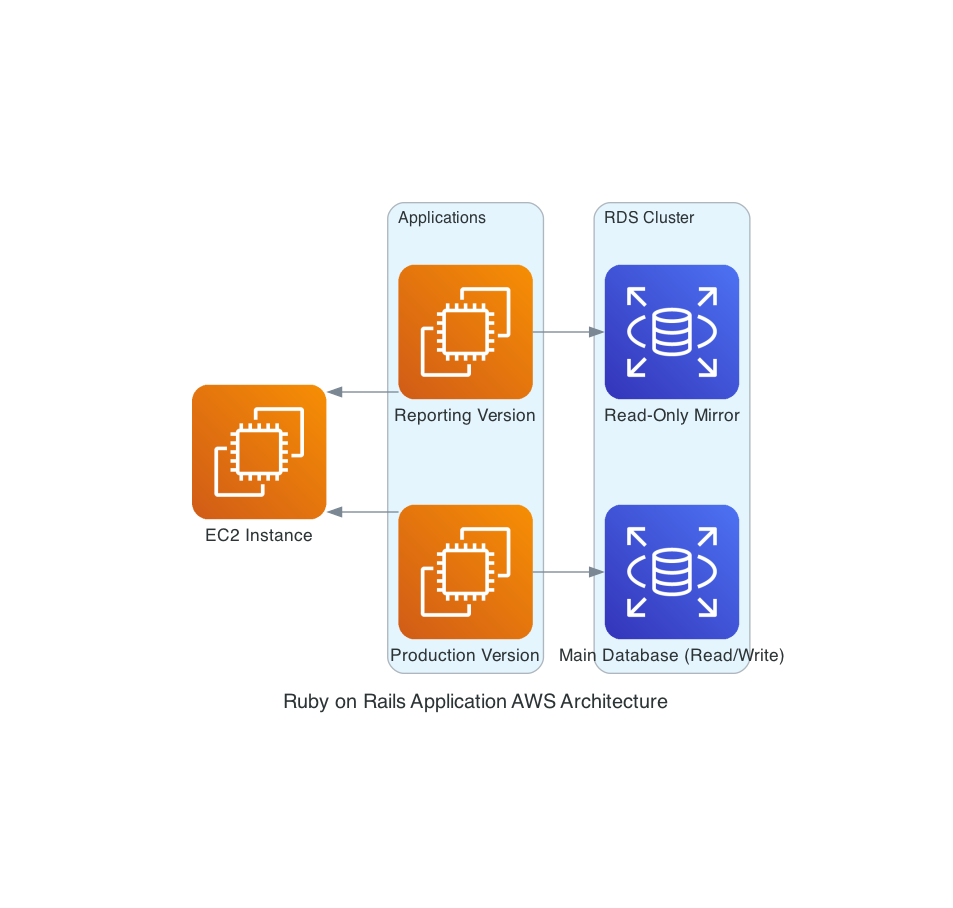 Applications
RDS Cluster
Reporting Version
Read-Only Mirror
EC2 Instance
Production Version
Main Database (Read/Write)
Ruby on Rails Application AWS Architecture